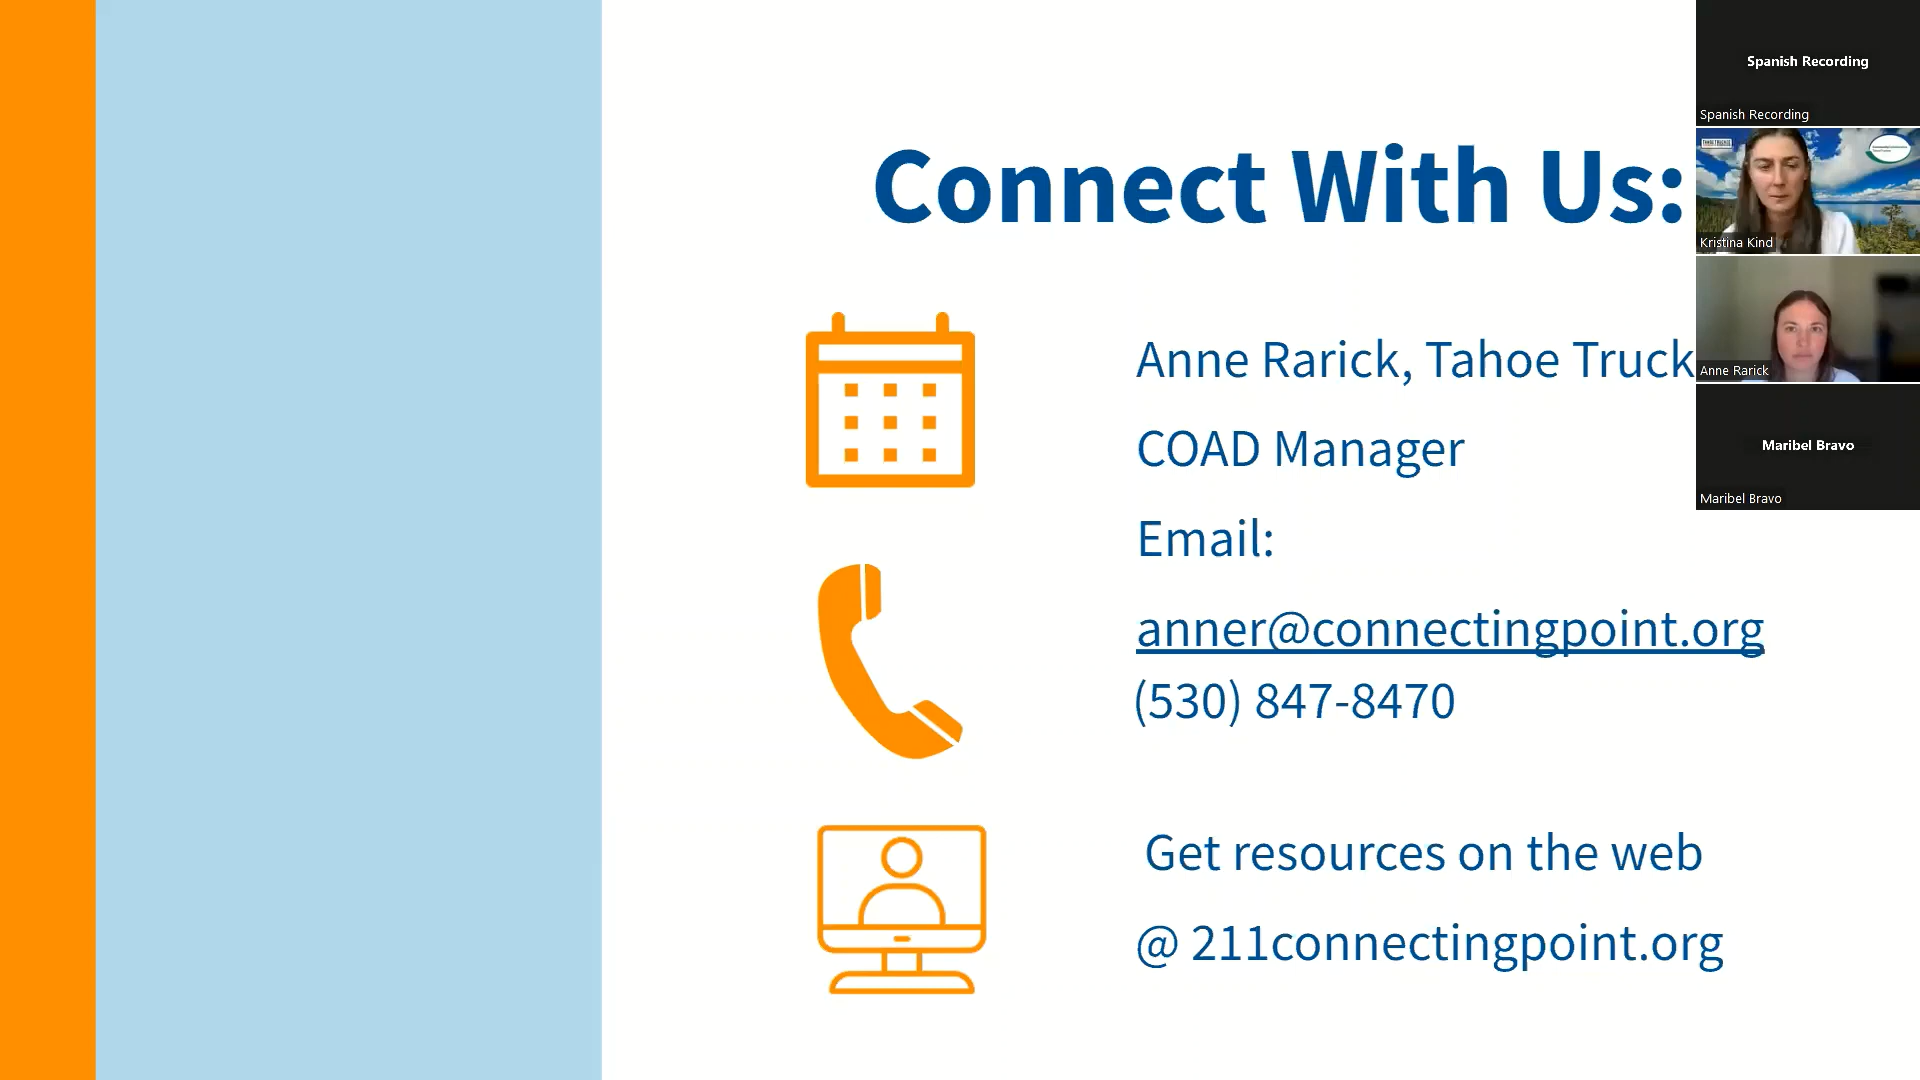 Connect With Us:
Anne Rarick, Tahoe Truck
COAD Manager
Email:
anner@connectingpoint.org
(530) 847-8470
Get resources on the web
@ 211connectingpoint.org
Spanish Recording
Spanish Recording
Kristina Kind
Anne Rarick
Maribel Bravo
Maribel Bravo